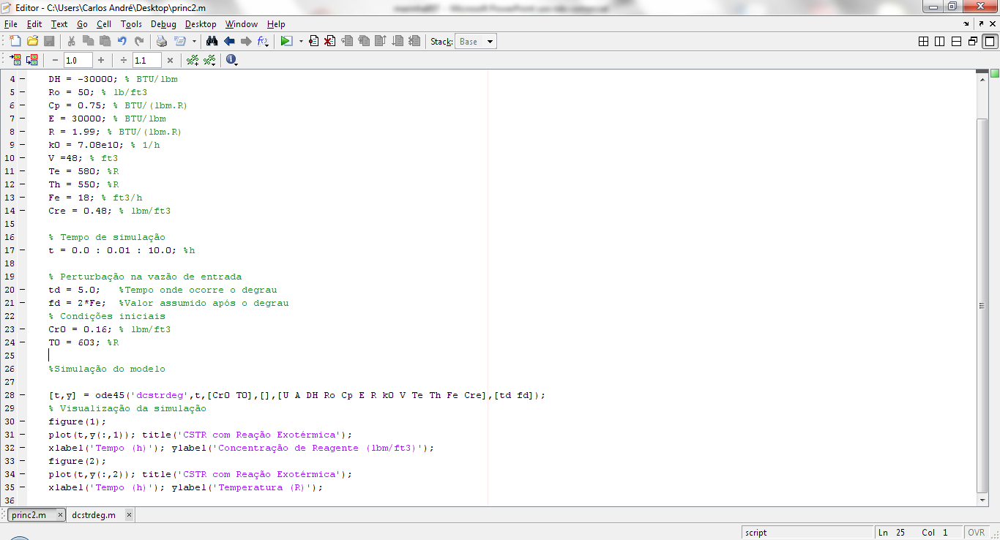 Editor - C:\Users\Carlos André\Desktop\princ2.m
File Edit Text Go Cell Tools Debug Desktop Window Help
Stack: Base
1.0 1.1
4 DH = -30000; % BTU/lbm
5 Ro = 50; % lb/ft3
6 Cp = 0.75; % BTU/(lbm.R)
7 E = 30000; % BTU/lbm
8 R = 1.99; % BTU/(lbm.R)
9 k0 = 7.08e10; % 1/h
10 V =48; % ft3
11 Te = 580; %R
12 Th = 550; %R
13 Fe = 18; % ft3/h
14 Cre = 0.48; % lbm/ft3
15
16 % Tempo de simulação
17 t = 0.0 : 0.01 : 10.0; %h
18
19 % Perturbação na vazão de entrada
20 td = 5.0; %Tempo onde ocorre o degrau
21 fd = 2*Fe; %Valor assumido após o degrau
22 % Condições iniciais
23 Cr0 = 0.16; % lbm/ft3
24 T0 = 603; %R
25
26 %Simulação do modelo
27
28 [t,y] = ode45('dcstrdeg',t,[Cr0 T0],[],[U A DH Ro Cp E R k0 V Te Th Fe Cre],[td fd]);
29 % Visualização da simulação
30 figure(1);
31 plot(t,y(:,1)); title('CSTR com Reação Exotérmica');
32 xlabel('Tempo (h)'); ylabel('Concentração de Reagente (lbm/ft3)');
33 figure(2);
34 plot(t,y(:,2)); title('CSTR com Reação Exotérmica');
35 xlabel('Tempo (h)'); ylabel('Temperatura (R)');
36
princ2.m dcstrdeg.m
script Ln 25 Col 1 OVR